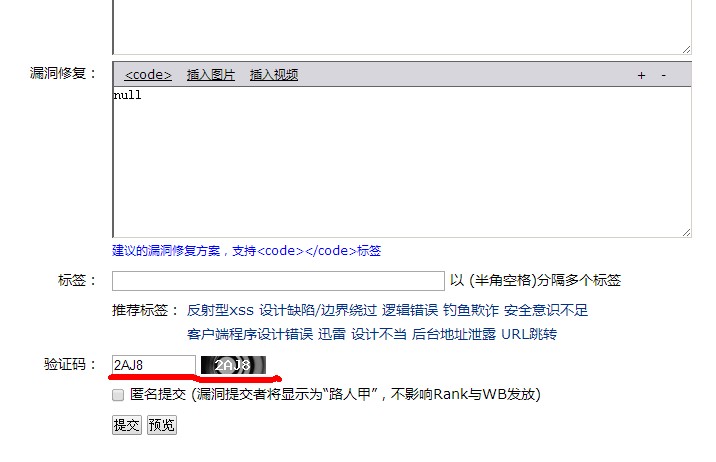 漏洞修复： <code> 插入图片 插入视频 + -
null
建议的漏洞修复方案，支持<code></code>标签
标签： 以 (半角空格)分隔多个标签
推荐标签： 反射型xss 设计缺陷/边界绕过 逻辑错误 钓鱼欺诈 安全意识不足
客户端程序设计错误 迅雷 设计不当 后台地址泄露 URL跳转
验证码： 2AJ8 2AJ8
匿名提交 (漏洞提交者将显示为“路人甲”，不影响Rank与WB发放)
提交 预览